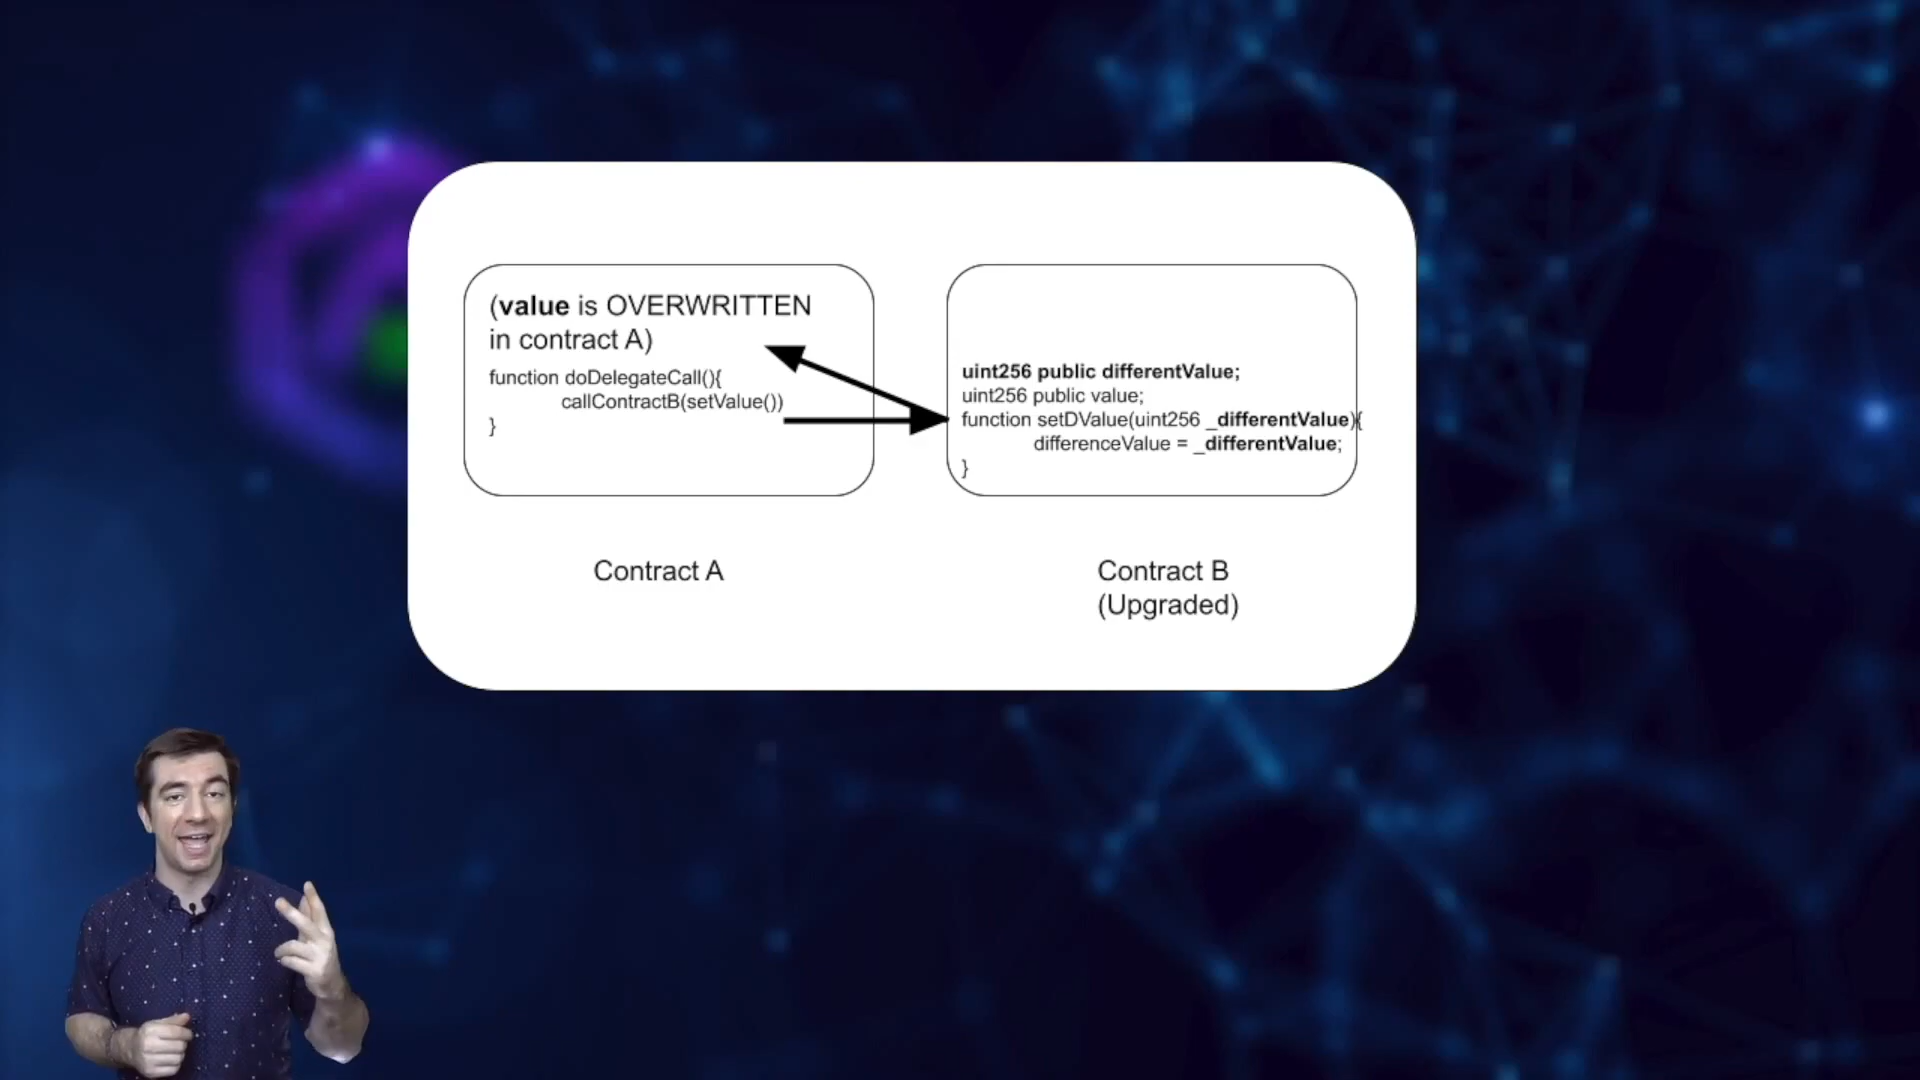 (value is OVERWRITTEN
in contract A)
function doDelegateCall(){
callContractB(setValue())
}
Contract A
uint256 public differentValue;
uint256 public value;
function setDValue(uint256 _differentValue){
differenceValue = _differentValue;
}
Contract B
(Upgraded)